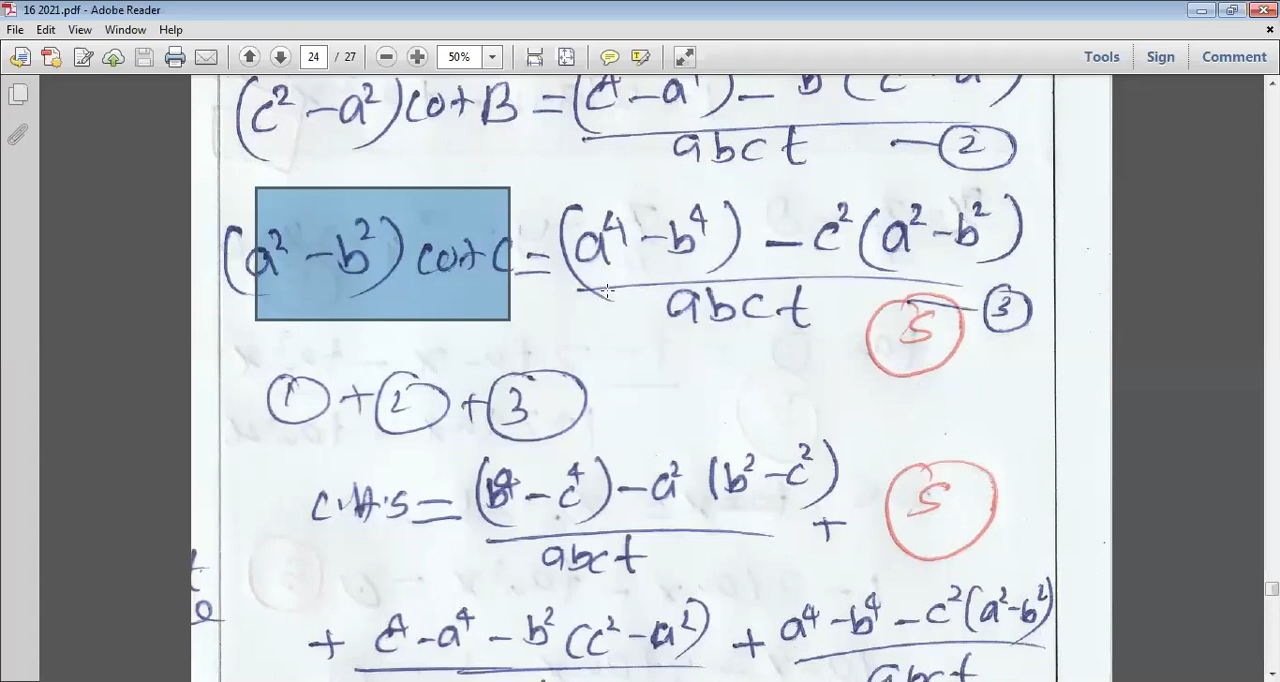 16 2021.pdf - Adobe Reader
File Edit View Window Help
24 / 27 50% Tools Sign Comment
(c² - a²) cot B = (c⁴ - a⁴) - b²(c² - a²)
abct — ②
(a² - b²) cot C = (a⁴ - b⁴) - c²(a² - b²)
abct — ③
5
① + ② + ③
L.H.S = (b⁴ - c⁴) - a²(b² - c²) +
abct
5
+ c⁴ - a⁴ - b²(c² - a²) + a⁴ - b⁴ - c²(a² - b²)
abct